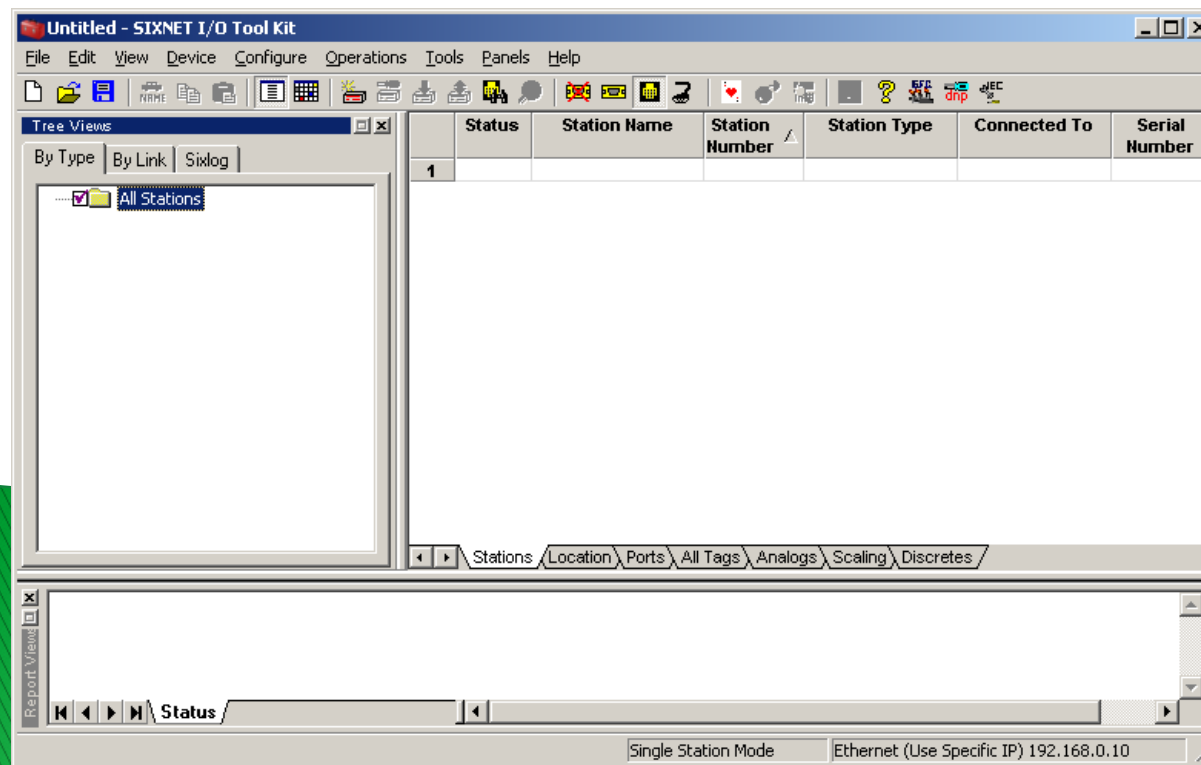 Untitled - SIXNET I/O Tool Kit
File Edit View Device Configure Operations Tools Panels Help
Tree Views
By Type By Link Sixlog
All Stations
Status Station Name Station Number Station Type Connected To Serial Number
1
Stations Location Ports All Tags Analogs Scaling Discretes
Report Views
Status
Single Station Mode Ethernet (Use Specific IP) 192.168.0.10